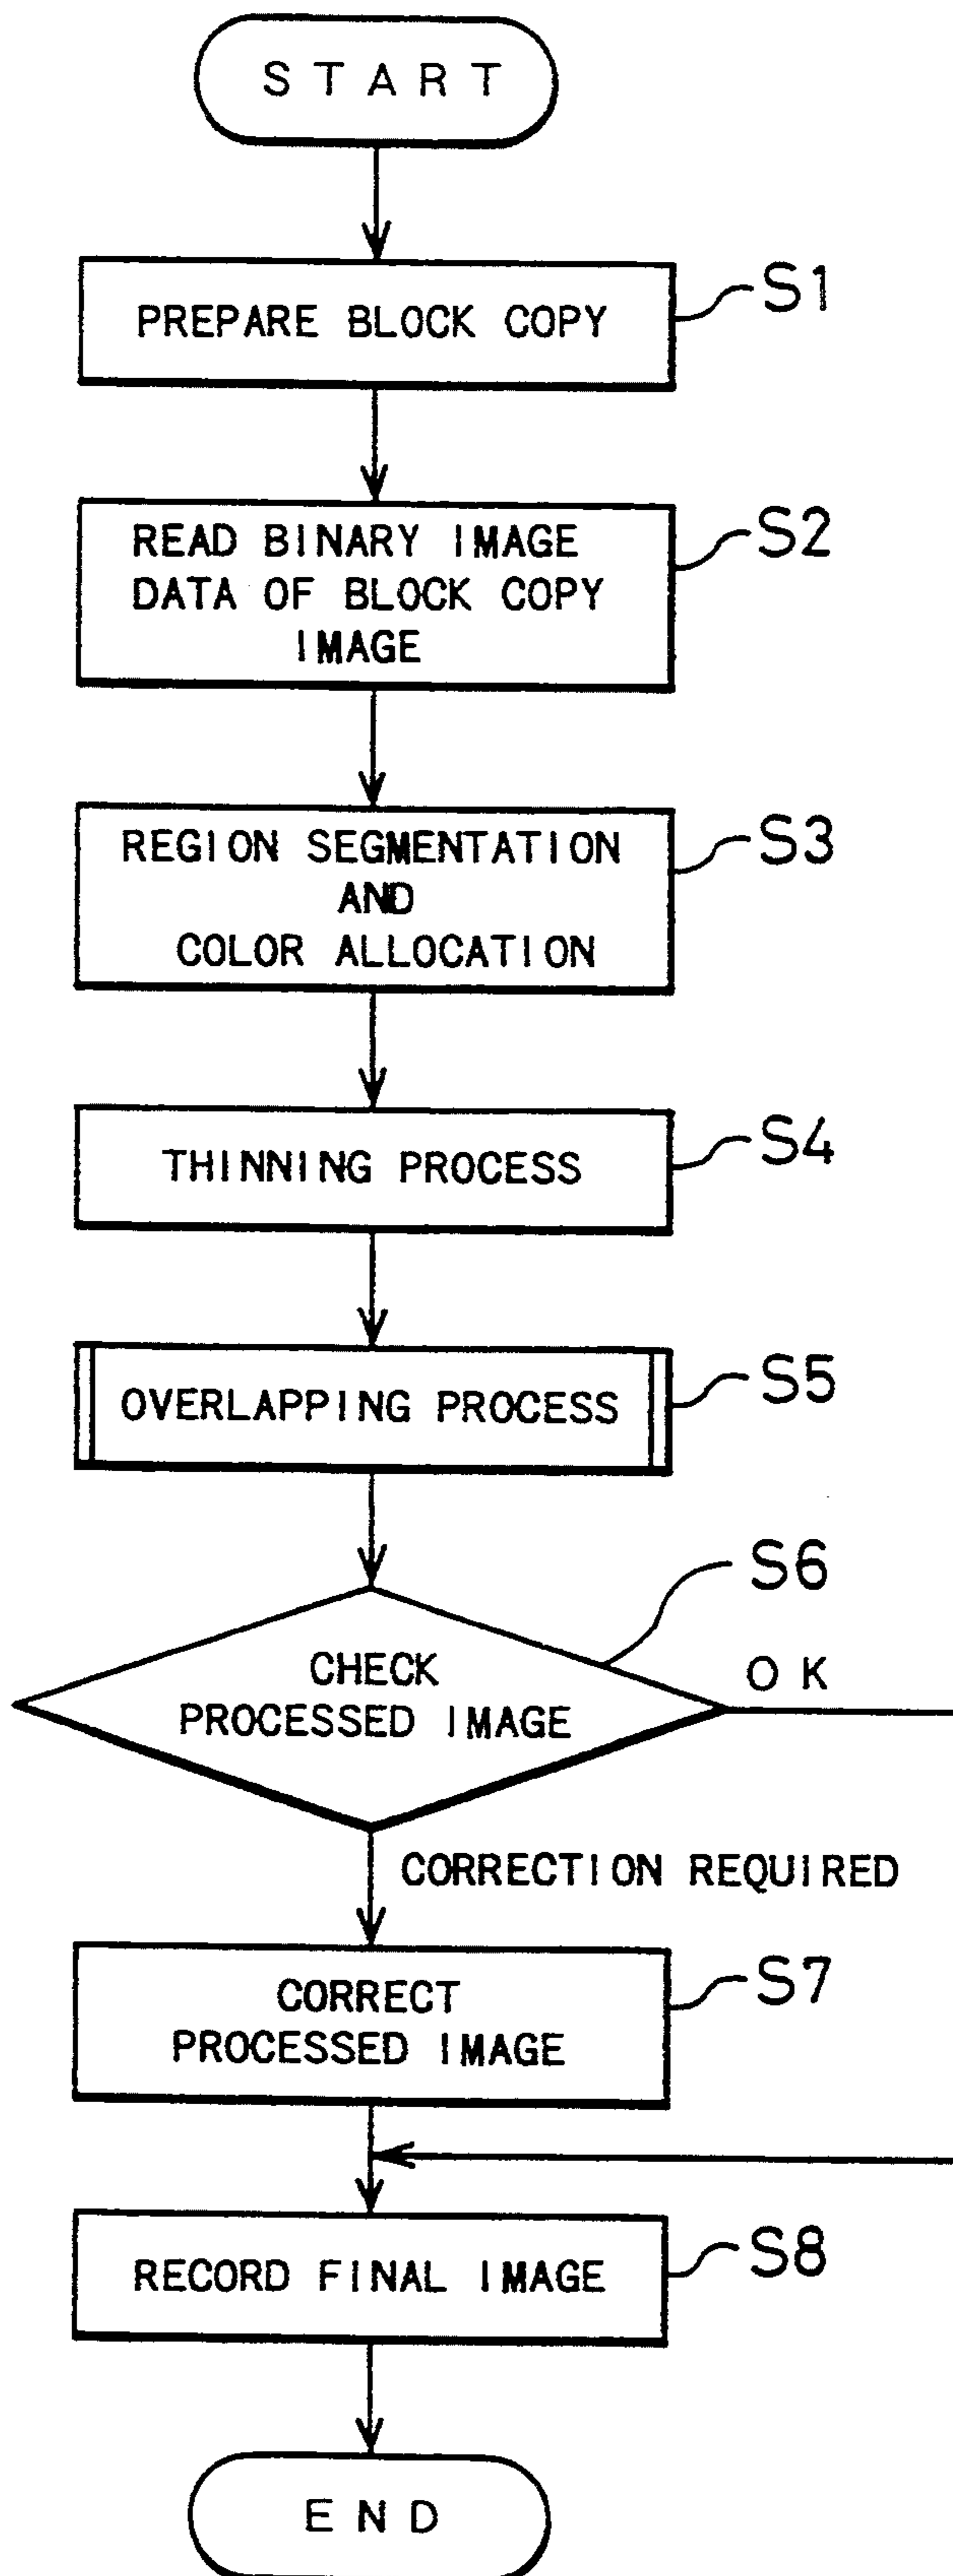 START
PREPARE BLOCK COPY
S1
READ BINARY IMAGE
DATA OF BLOCK COPY
IMAGE
S2
REGION SEGMENTATION
AND
COLOR ALLOCATION
S3
THINNING PROCESS
S4
OVERLAPPING PROCESS
S5
S6
CHECK
PROCESSED IMAGE
OK
CORRECTION REQUIRED
CORRECT
PROCESSED IMAGE
S7
RECORD FINAL IMAGE
S8
END